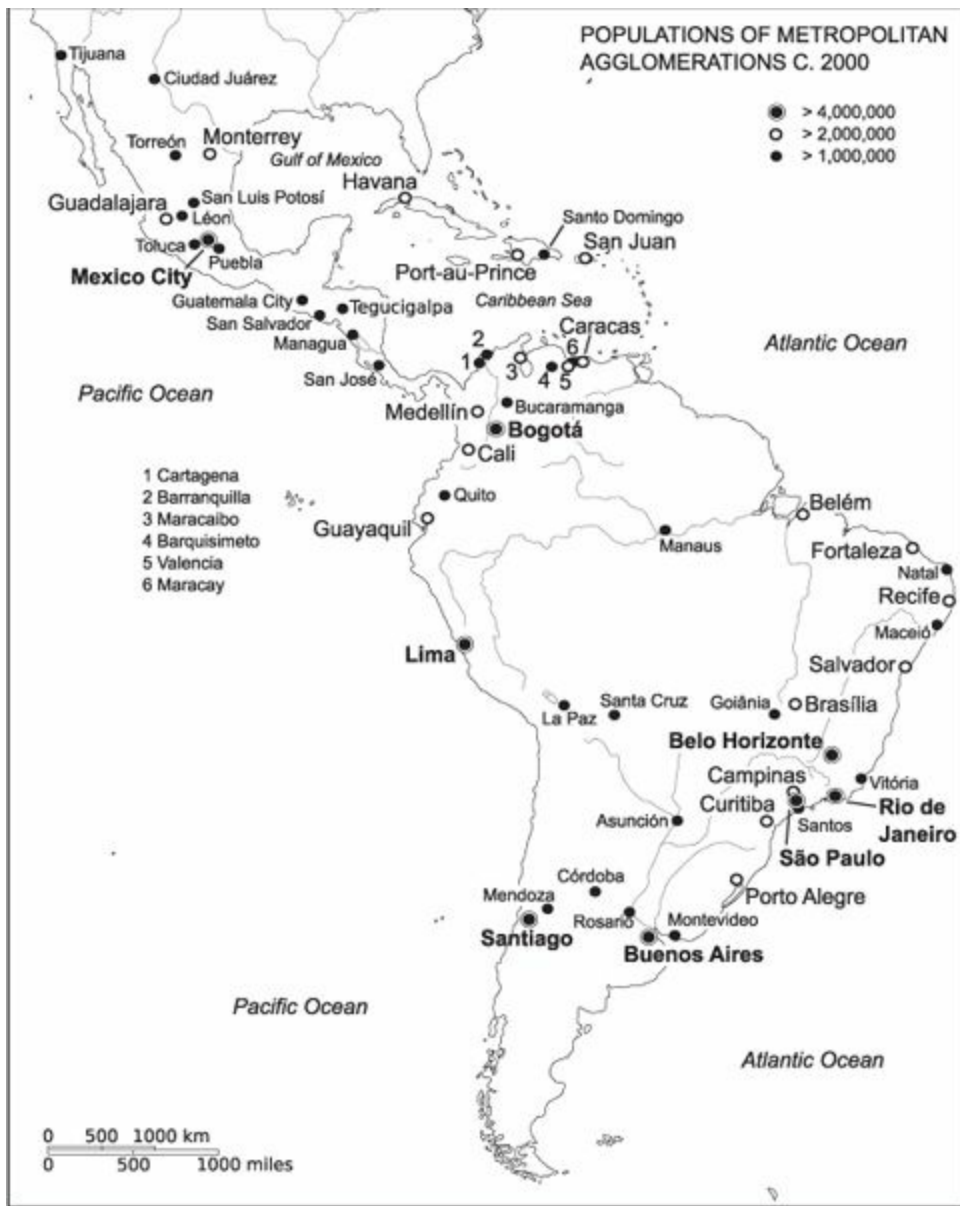 POPULATIONS OF METROPOLITAN
AGGLOMERATIONS C. 2000
> 4,000,000
> 2,000,000
> 1,000,000
Tijuana
Ciudad Juárez
Torreón
Monterrey
Gulf of Mexico
Havana
Guadalajara
San Luis Potosí
Léon
Toluca
Puebla
Mexico City
Santo Domingo
San Juan
Port-au-Prince
Guatemala City
Tegucigalpa
Caribbean Sea
San Salvador
Managua
Caracas
Atlantic Ocean
2
1
3
4
5
6
San José
Pacific Ocean
Medellín
Bucaramanga
Bogotá
Cali
1 Cartagena
2 Barranquilla
3 Maracaibo
4 Barquisimeto
5 Valencia
6 Maracay
Quito
Guayaquil
Belém
Manaus
Fortaleza
Natal
Recife
Maceió
Lima
Salvador
La Paz
Santa Cruz
Goiânia
Brasília
Belo Horizonte
Campinas
Vitória
Curitiba
Rio de
Janeiro
Asunción
Santos
São Paulo
Córdoba
Mendoza
Porto Alegre
Rosario
Montevideo
Santiago
Buenos Aires
Pacific Ocean
Atlantic Ocean
0 500 1000 km
0 500 1000 miles